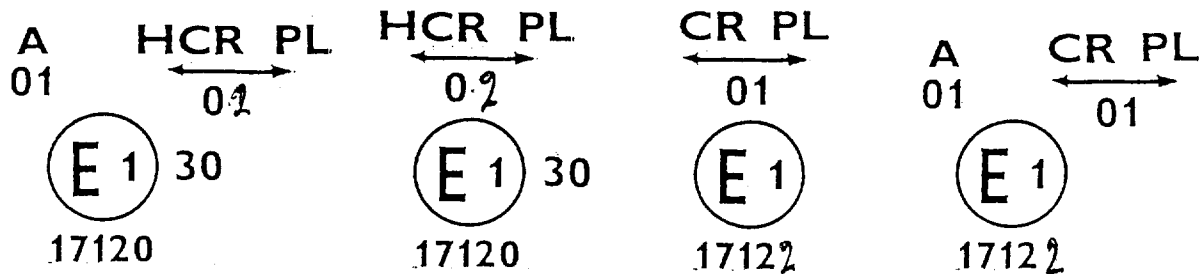 A HCR PL
01 02
E 1 30
17120
HCR PL
02
E 1 30
17120
CR PL
01
E 1
17122
A CR PL
01 01
E 1
17122